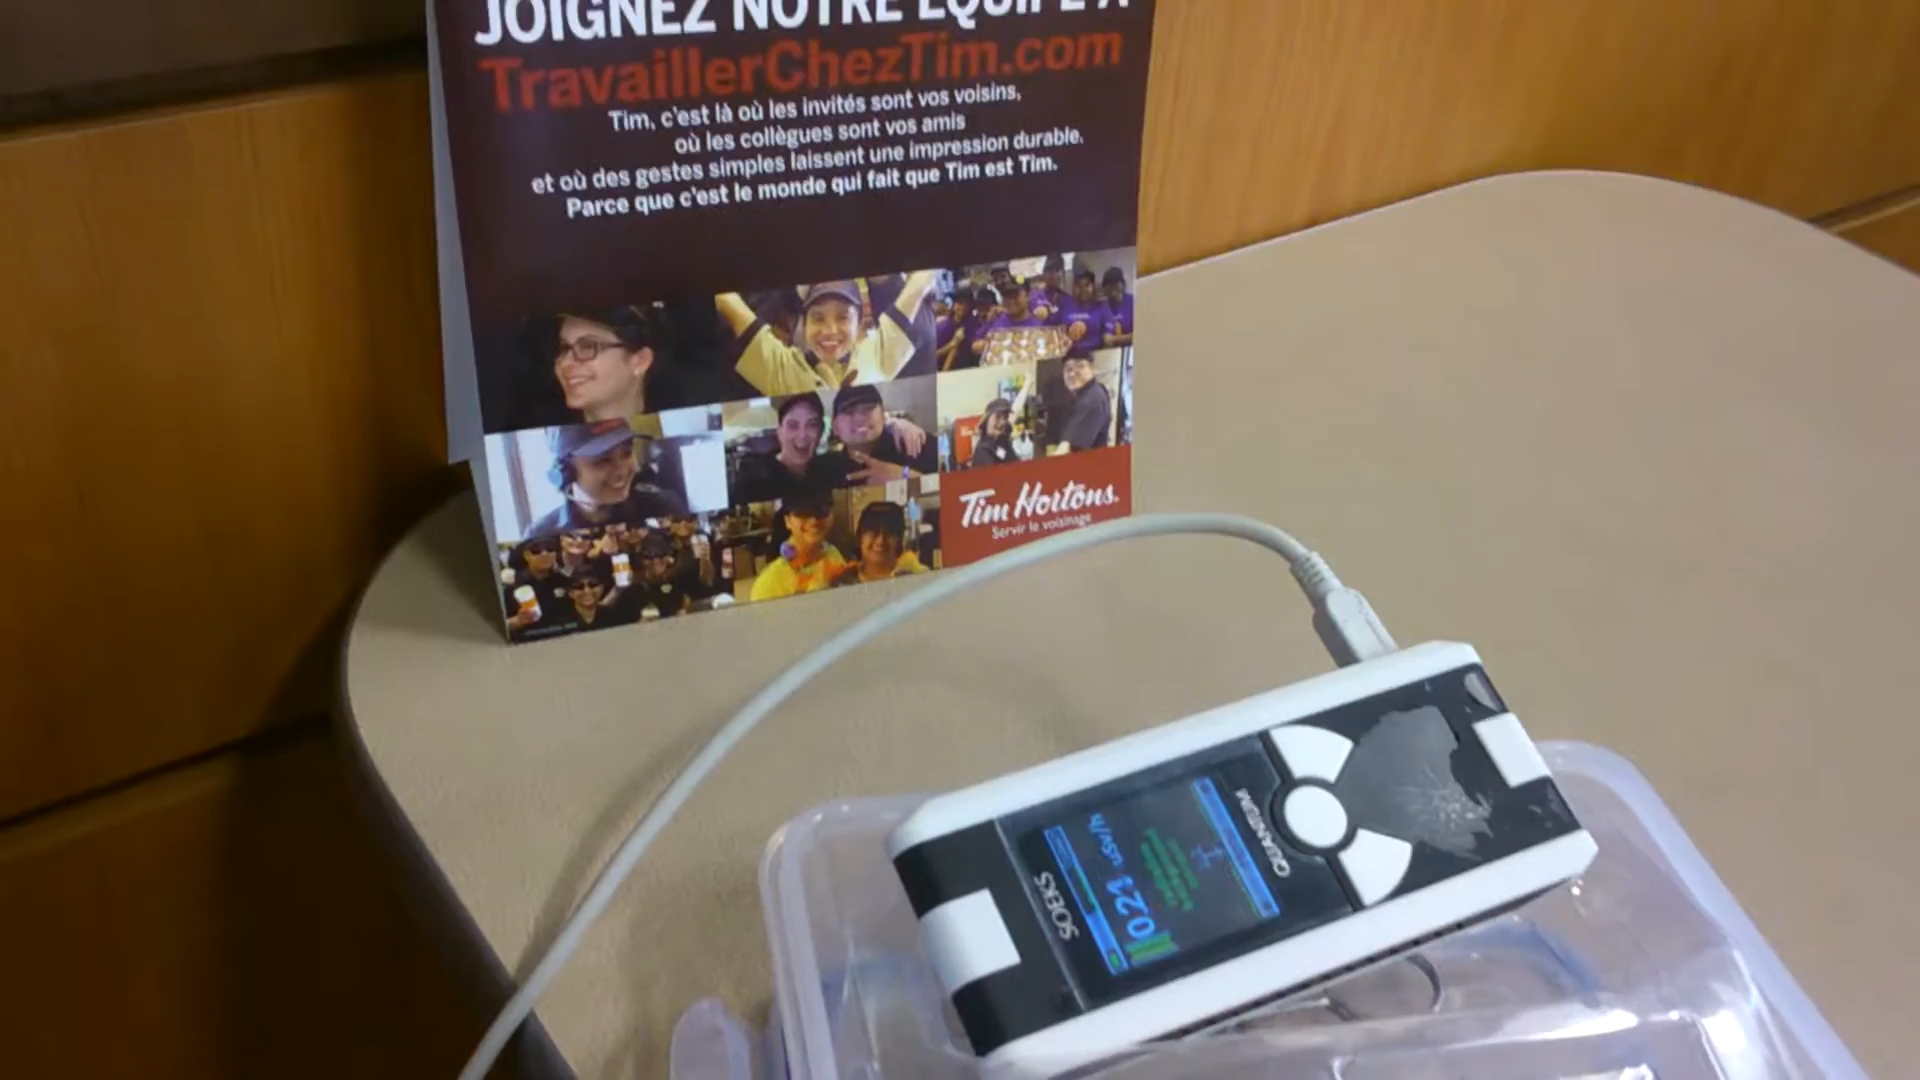 JOIGNEZ NOTRE ÉQUIPE À
TravaillerChezTim.com
Tim, c'est là où les invités sont vos voisins,
où les collègues sont vos amis
et où des gestes simples laissent une impression durable.
Parce que c'est le monde qui fait que Tim est Tim.
Tim Hortons.
Servir le voisinage
SOEKS
0.21 uSv/h
QUANTUM